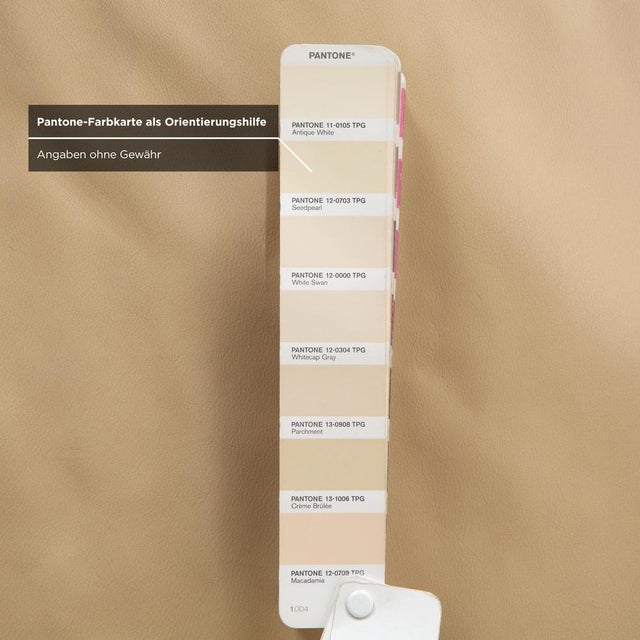 PANTONE®
Pantone-Farbkarte als Orientierungshilfe
Angaben ohne Gewähr
PANTONE 11-0105 TPG
Antique White
PANTONE 12-0703 TPG
Seedpearl
PANTONE 12-0000 TPG
White Swan
PANTONE 12-0304 TPG
Whitecap Gray
PANTONE 13-0908 TPG
Parchment
PANTONE 13-1006 TPG
Crème Brûlée
PANTONE 12-0709 TPG
Macadamia
1.004